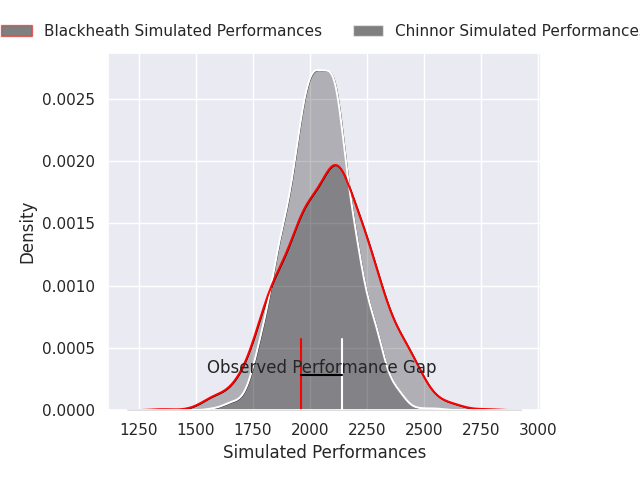 Blackheath Simulated Performances Chinnor Simulated Performance
0.0025
0.0020
0.0015
0.0010
0.0005
0.0000
Density
Observed Performance Gap
1250 1500 1750 2000 2250 2500 2750 3000
Simulated Performances